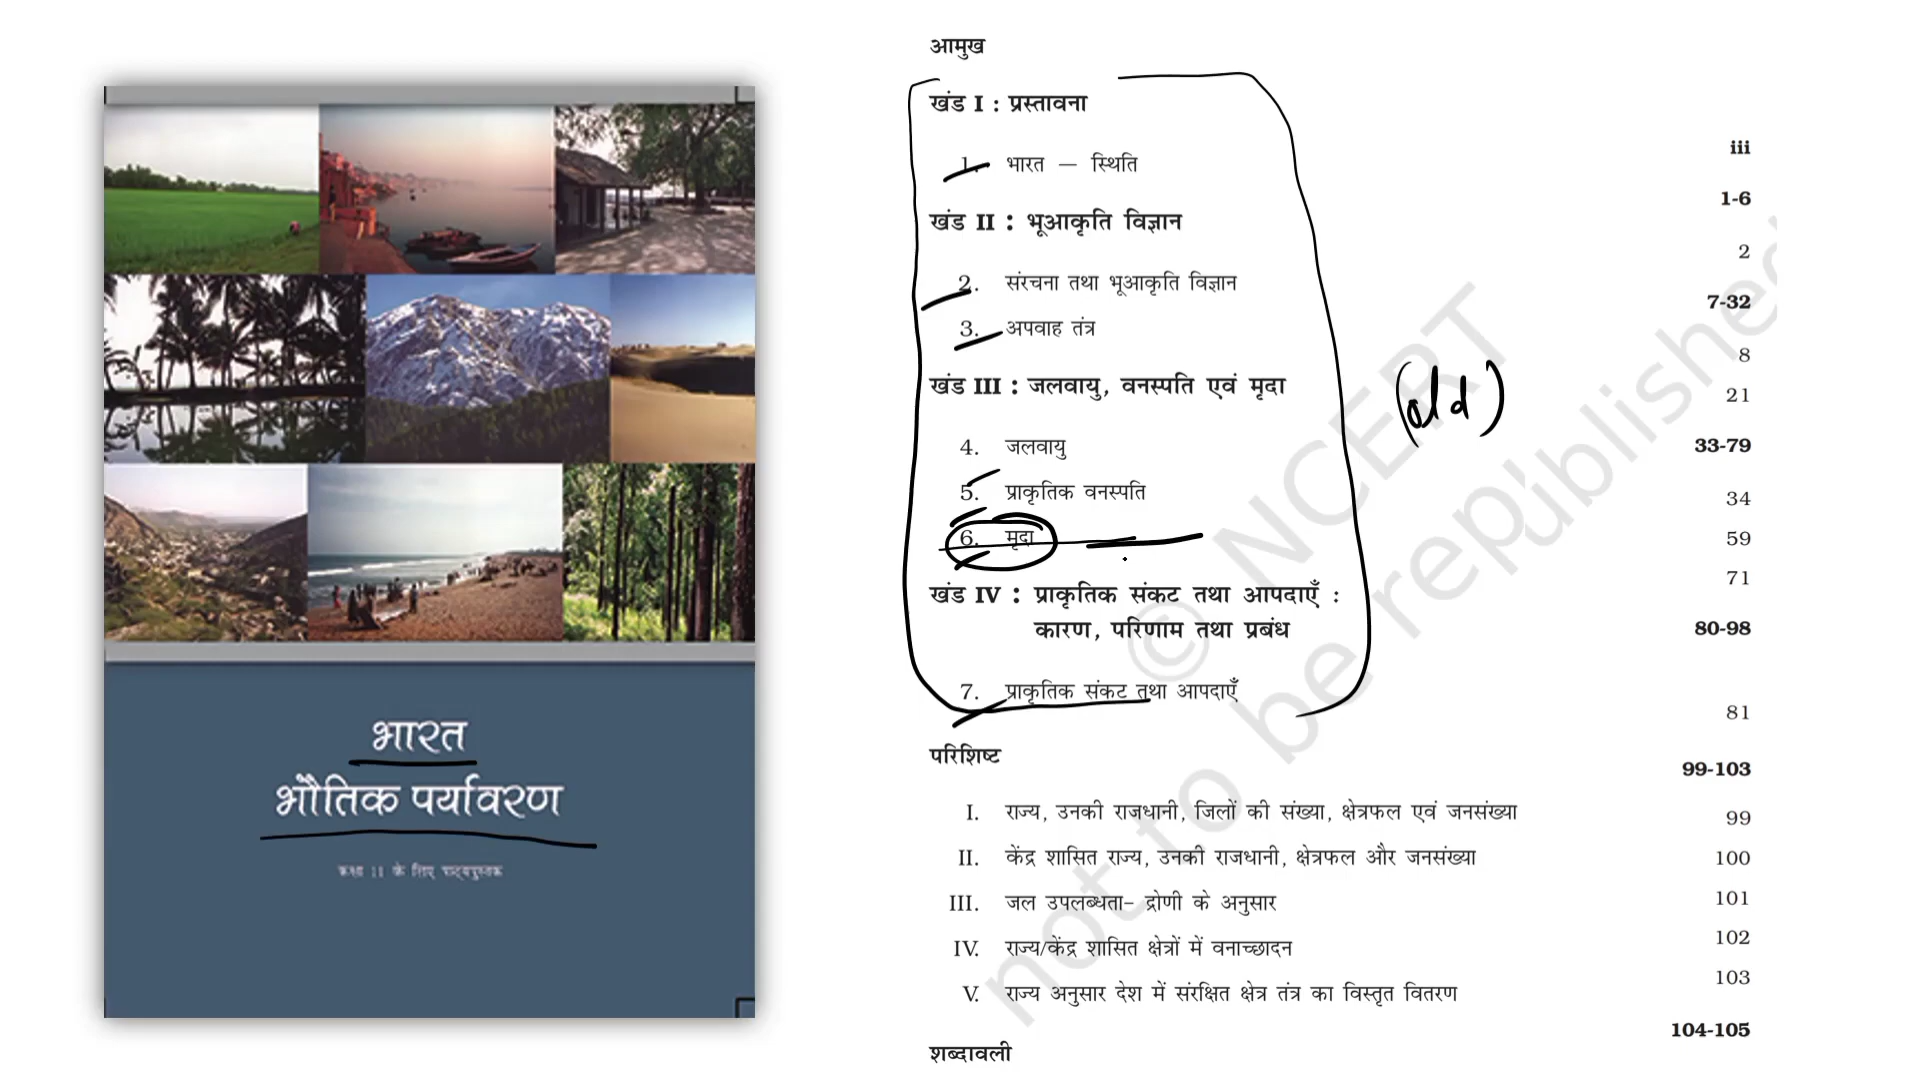 भारत
भौतिक पर्यावरण
कक्षा 11 के लिए पाठ्यपुस्तक
आमुख
iii
खंड I : प्रस्तावना
1-6
1. भारत — स्थिति
2
खंड II : भूआकृति विज्ञान
7-32
2. संरचना तथा भूआकृति विज्ञान
8
3. अपवाह तंत्र
21
खंड III : जलवायु, वनस्पति एवं मृदा
33-79
4. जलवायु
34
5. प्राकृतिक वनस्पति
59
6. मृदा
71
(old)
खंड IV : प्राकृतिक संकट तथा आपदाएँ :
कारण, परिणाम तथा प्रबंध
80-98
7. प्राकृतिक संकट तथा आपदाएँ
81
परिशिष्ट
99-103
I. राज्य, उनकी राजधानी, जिलों की संख्या, क्षेत्रफल एवं जनसंख्या
99
II. केंद्र शासित राज्य, उनकी राजधानी, क्षेत्रफल और जनसंख्या
100
III. जल उपलब्धता- द्रोणी के अनुसार
101
IV. राज्य/केंद्र शासित क्षेत्रों में वनाच्छादन
102
V. राज्य अनुसार देश में संरक्षित क्षेत्र तंत्र का विस्तृत वितरण
103
शब्दावली
104-105
© NCERT
not to be republished